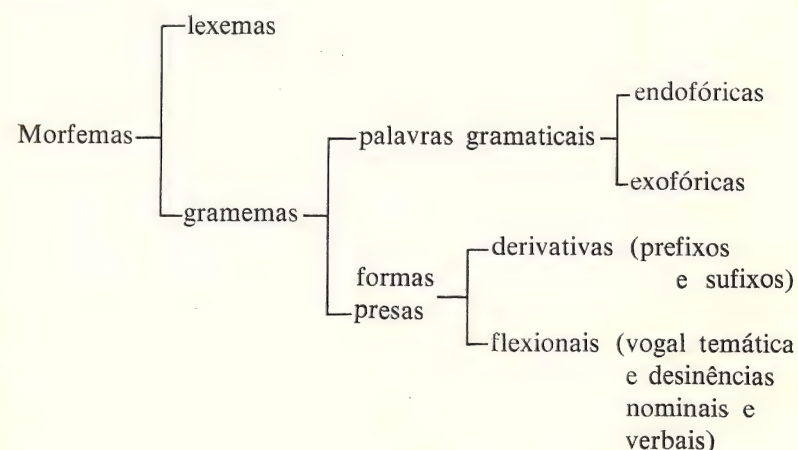 lexemas
endofóricas
Morfemas
palavras gramaticais
exofóricas
gramemas
derivativas (prefixos
e sufixos)
formas
presas
flexionais (vogal temática
e desinências
nominais e
verbais)